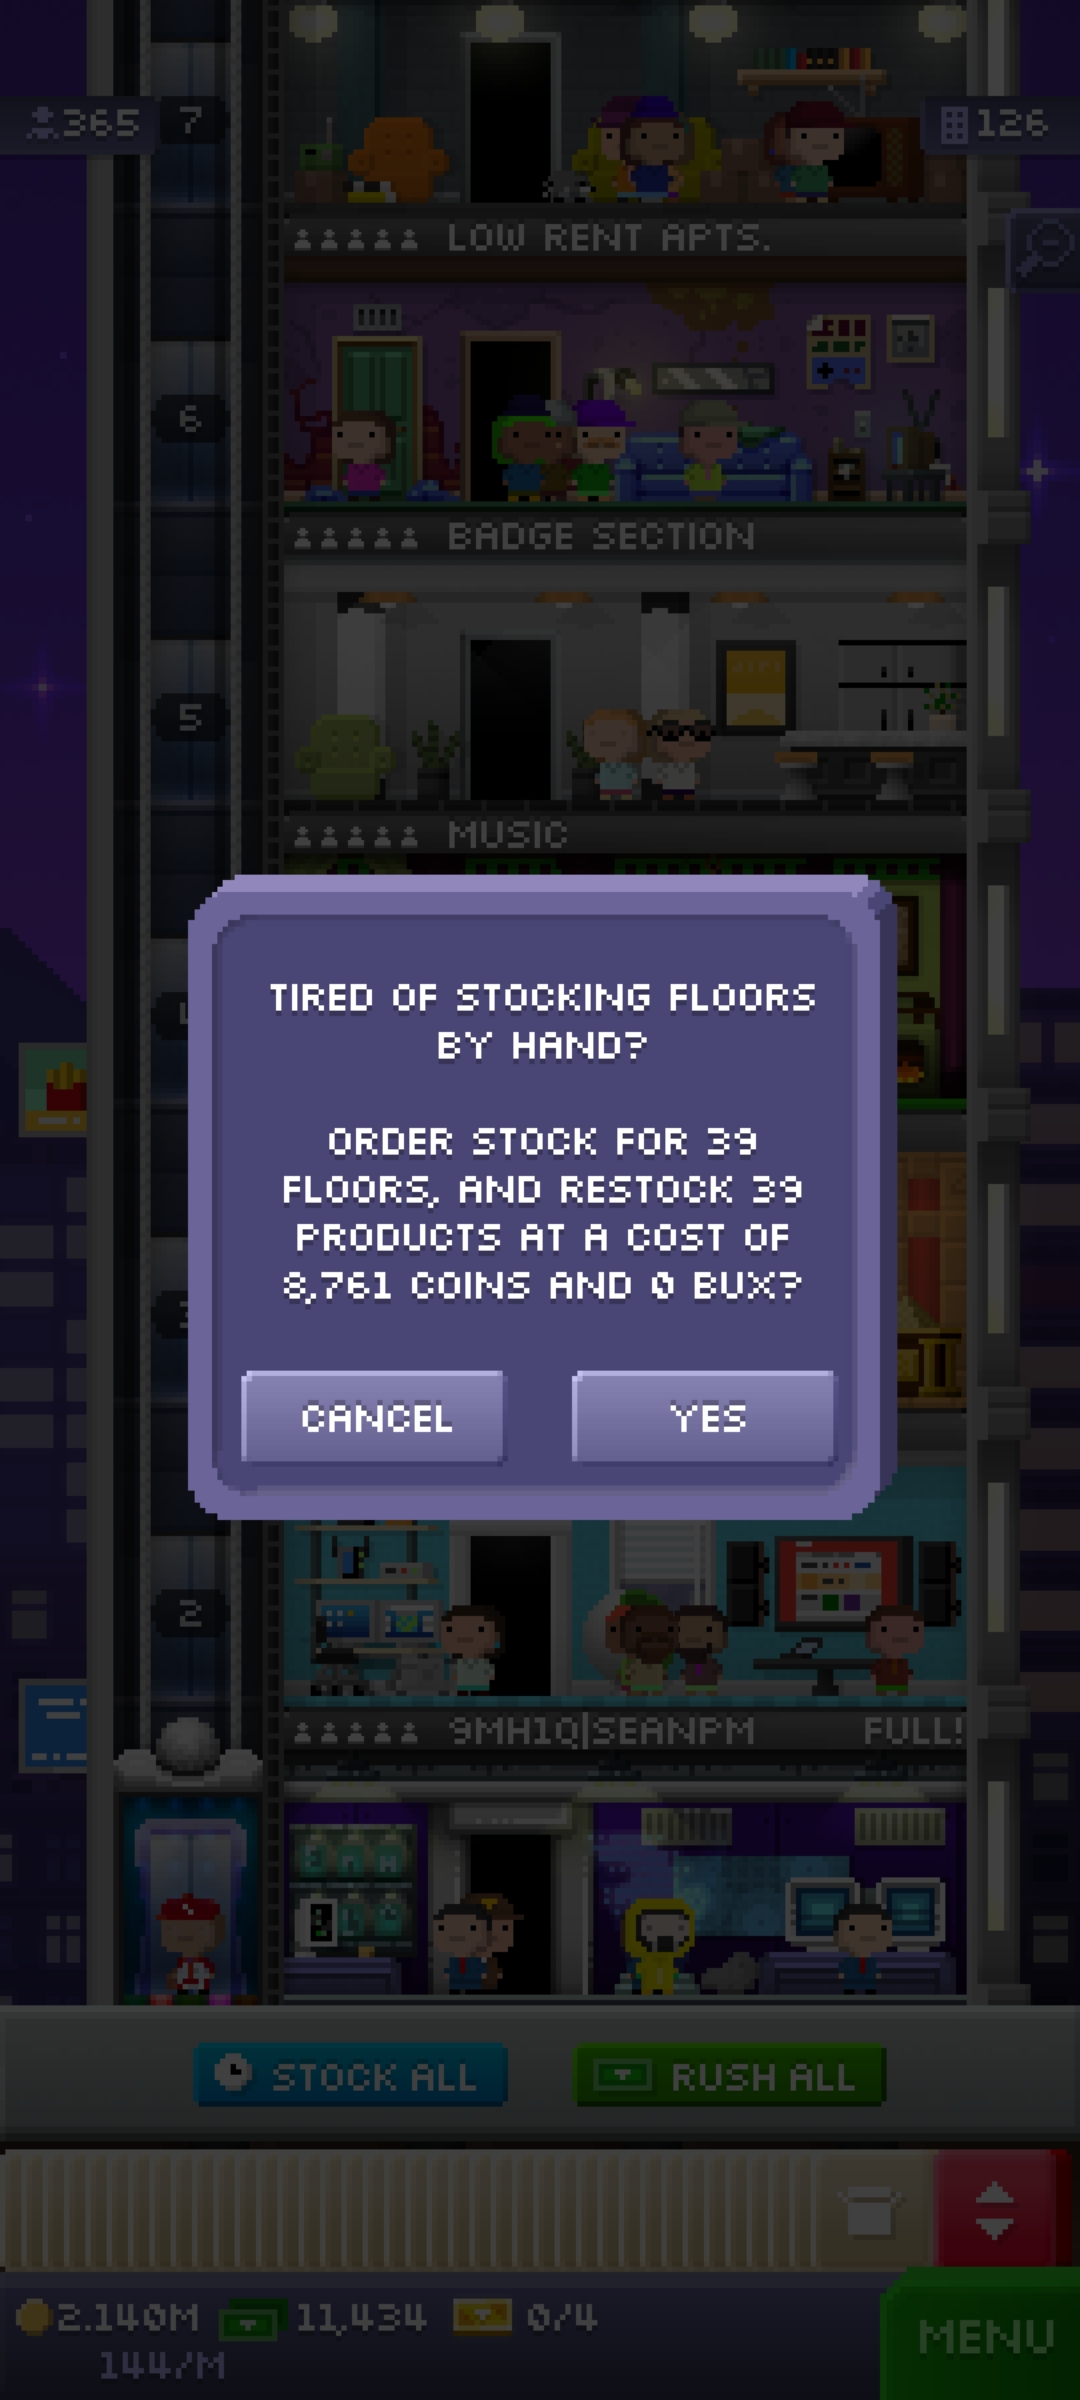 365
7
126
LOW RENT APTS.
6
BADGE SECTION
5
MUSIC
TIRED OF STOCKING FLOORS
BY HAND?
ORDER STOCK FOR 39
FLOORS, AND RESTOCK 39
PRODUCTS AT A COST OF
8,761 COINS AND 0 BUX?
CANCEL
YES
2
9MH1Q|SEANPM
FULL!
STOCK ALL
RUSH ALL
2.140M
11,434
0/4
144/M
MENU